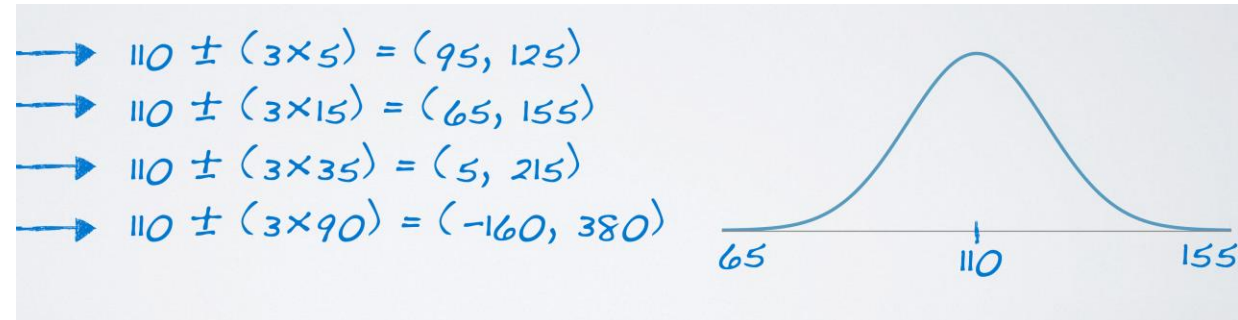 110 ± (3×5) = (95, 125)
110 ± (3×15) = (65, 155)
110 ± (3×35) = (5, 215)
110 ± (3×90) = (-160, 380)
65 110 155